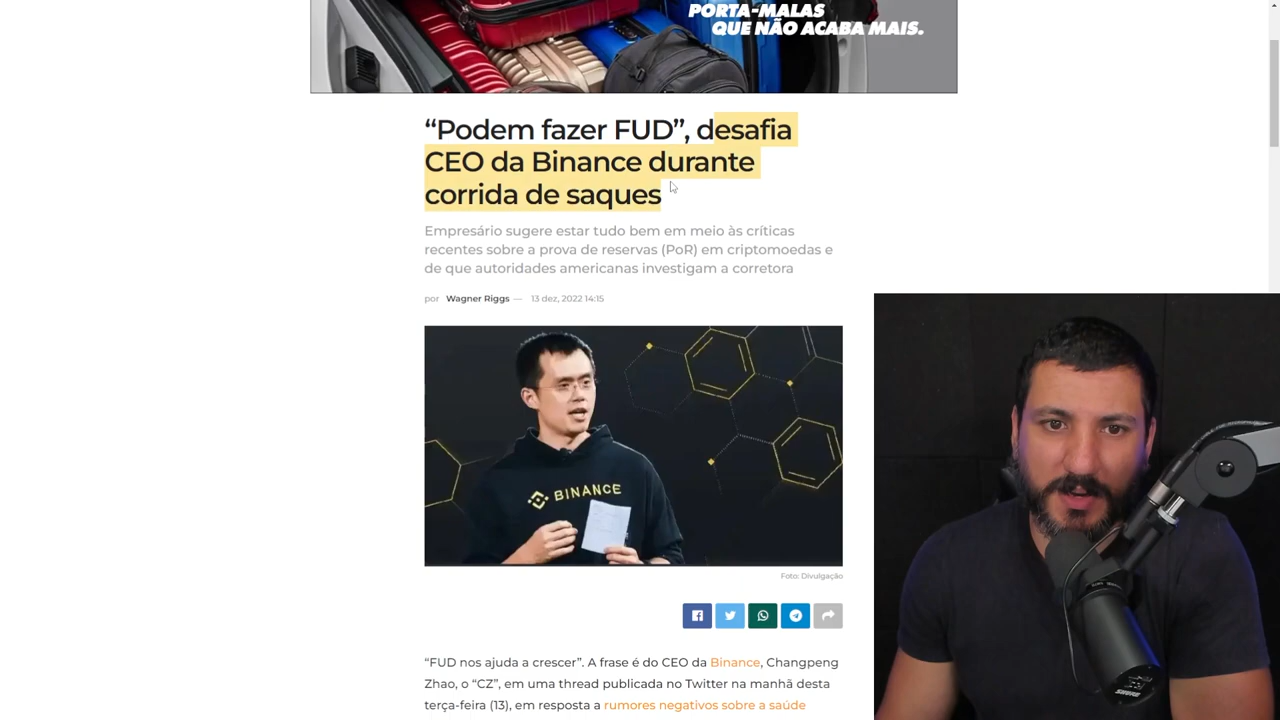 PORTA-MALAS
QUE NÃO ACABA MAIS.
“Podem fazer FUD”, desafia
CEO da Binance durante
corrida de saques
Empresário sugere estar tudo bem em meio às críticas
recentes sobre a prova de reservas (PoR) em criptomoedas e
de que autoridades americanas investigam a corretora
por Wagner Riggs — 13 dez, 2022 14:15
BINANCE
Foto: Divulgação
“FUD nos ajuda a crescer”. A frase é do CEO da Binance, Changpeng
Zhao, o “CZ”, em uma thread publicada no Twitter na manhã desta
terça-feira (13), em resposta a rumores negativos sobre a saúde
SHURE